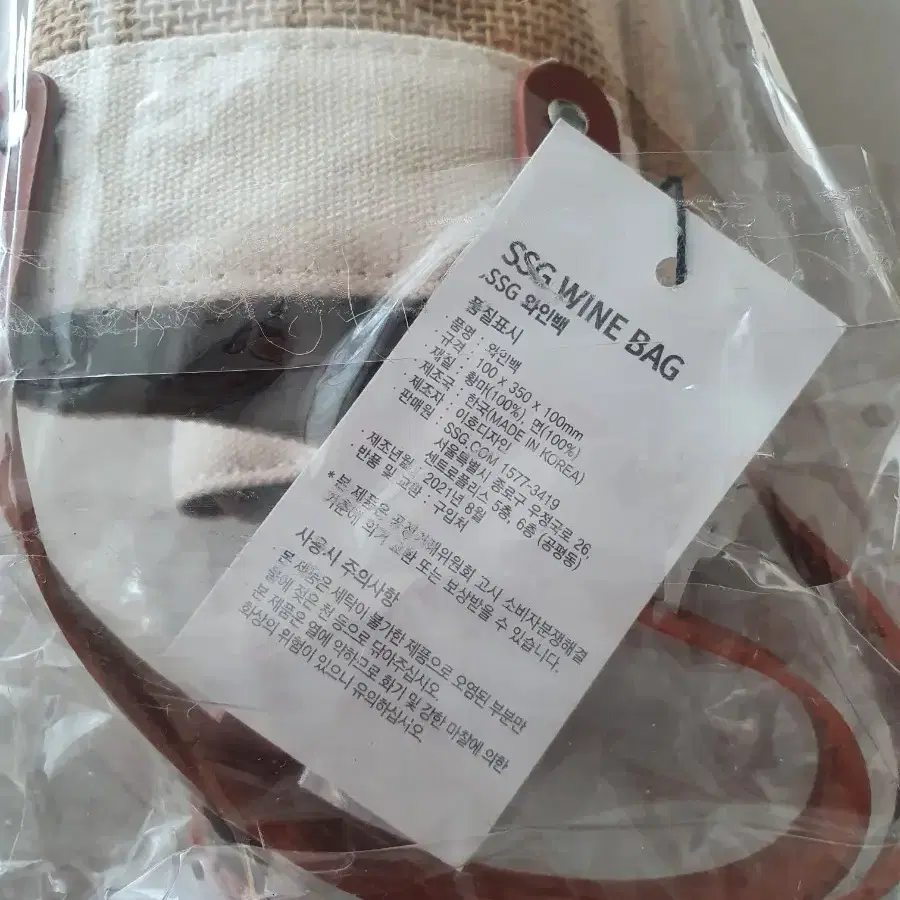 SSG WINE BAG
SSG 와인백
품질표시
· 품명 : 와인백
· 규격 : 100 x 350 x 100mm
· 재질 : 황마(100%), 면(100%)
· 제조국 : 한국(MADE IN KOREA)
· 제조자 : 이호디자인
· 판매원 : SSG.COM 1577-3419
서울특별시 종로구 우정국로 26,
센트로폴리스 5층, 6층 (공평동)
· 제조년월 : 2021년 8월
· 반품 및 교환 : 구입처
* 본 제품은 공정거래위원회 고시 소비자분쟁해결
기준에 의거 교환 또는 보상받을 수 있습니다.
사용시 주의사항
· 본 제품은 세탁이 불가한 제품으로 오염된 부분만
물에 젖은 천 등으로 닦아주십시오
· 본 제품은 열에 약하므로 화기 및 강한 마찰에 의한
화상의 위험이 있으니 유의하십시오.